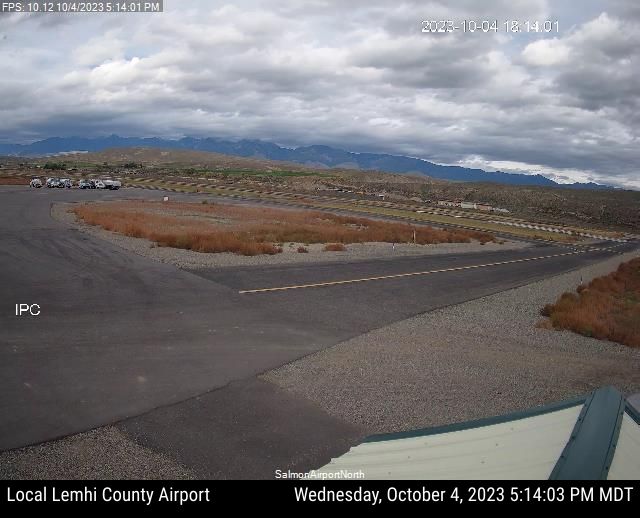 FPS: 10.12 10/4/2023 5:14:01 PM
2023-10-04 18:14:01
IPC
SalmonAirportNorth
Local Lemhi County Airport
Wednesday, October 4, 2023 5:14:03 PM MDT